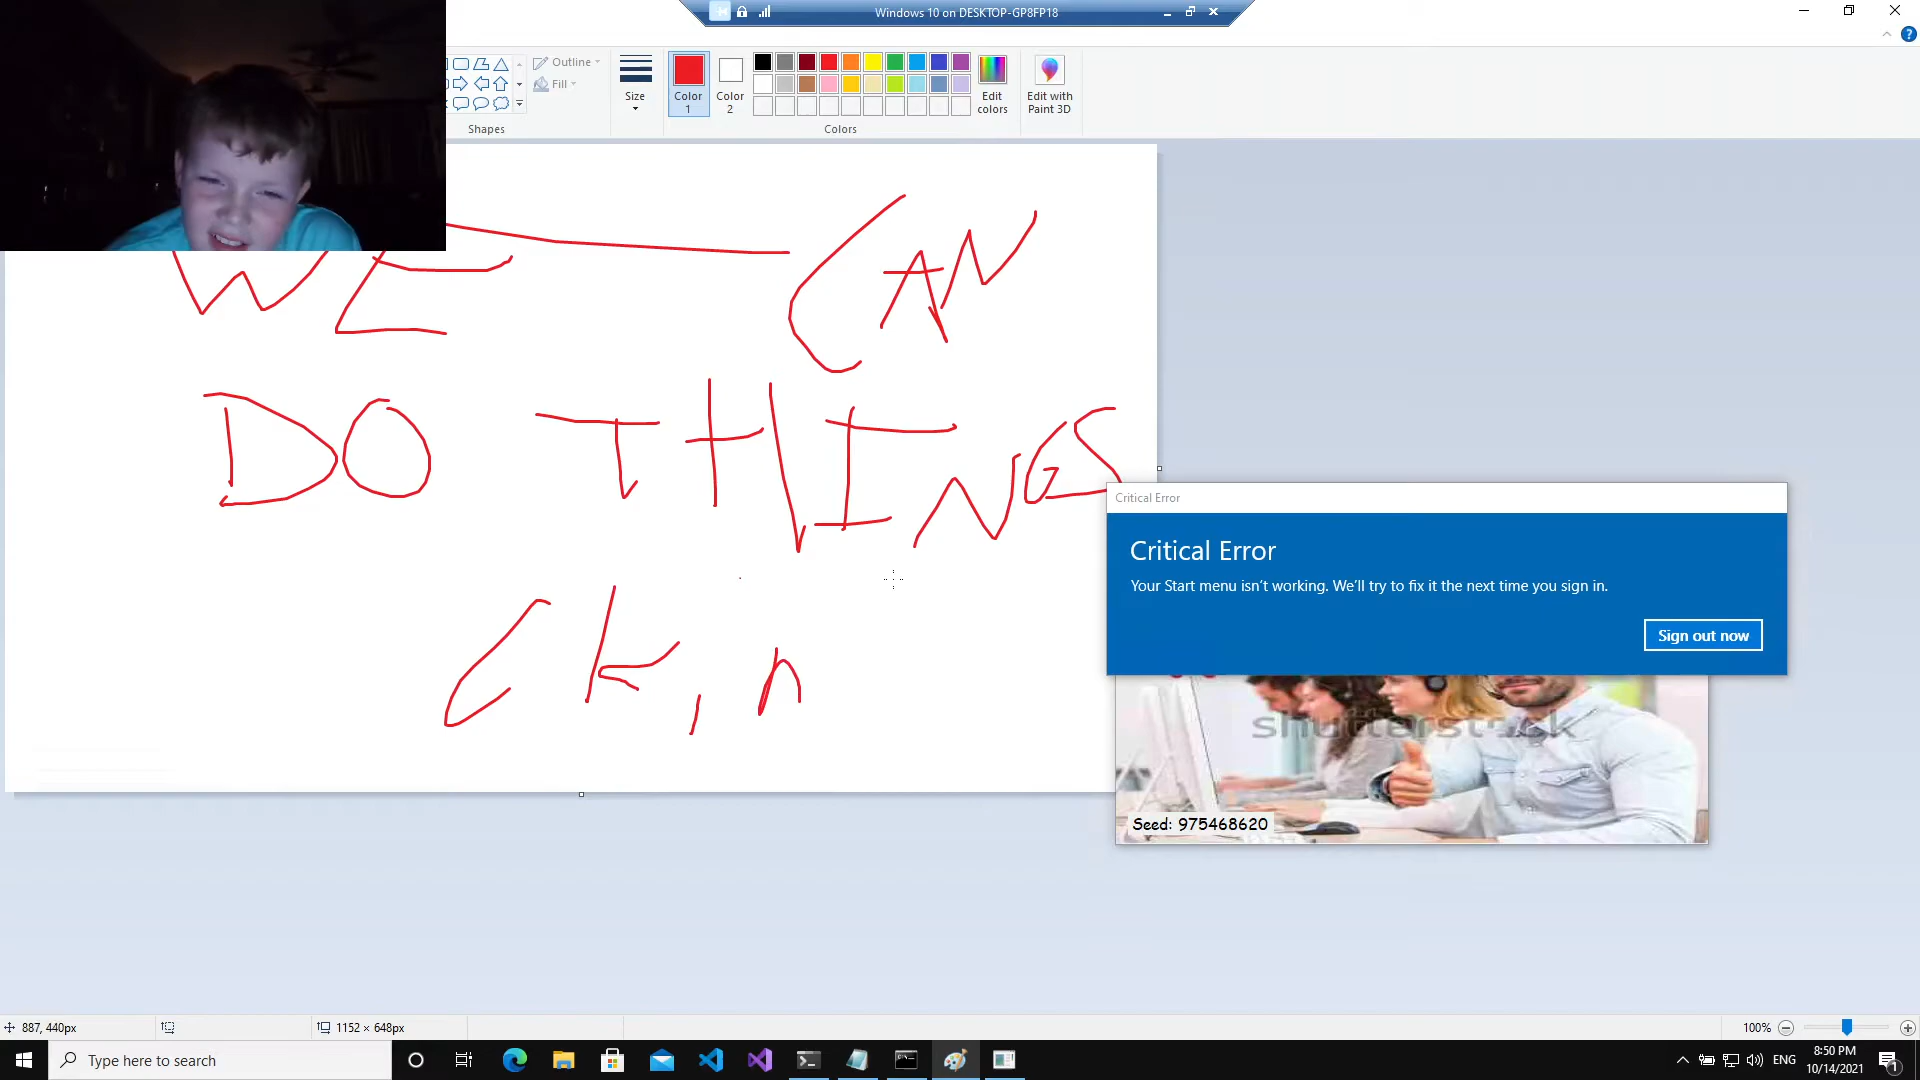 Windows 10 on DESKTOP-GP8FP18
Outline
Fill
Shapes
Size
Color 1
Color 2
Colors
Edit colors
Edit with Paint 3D
WE CAN
DO THINGS
Critical Error
Critical Error
Your Start menu isn't working. We'll try to fix it the next time you sign in.
Sign out now
shutterstock
Seed: 975468620
887, 440px
1152 × 648px
100%
Type here to search
ENG
8:50 PM
10/14/2021
1